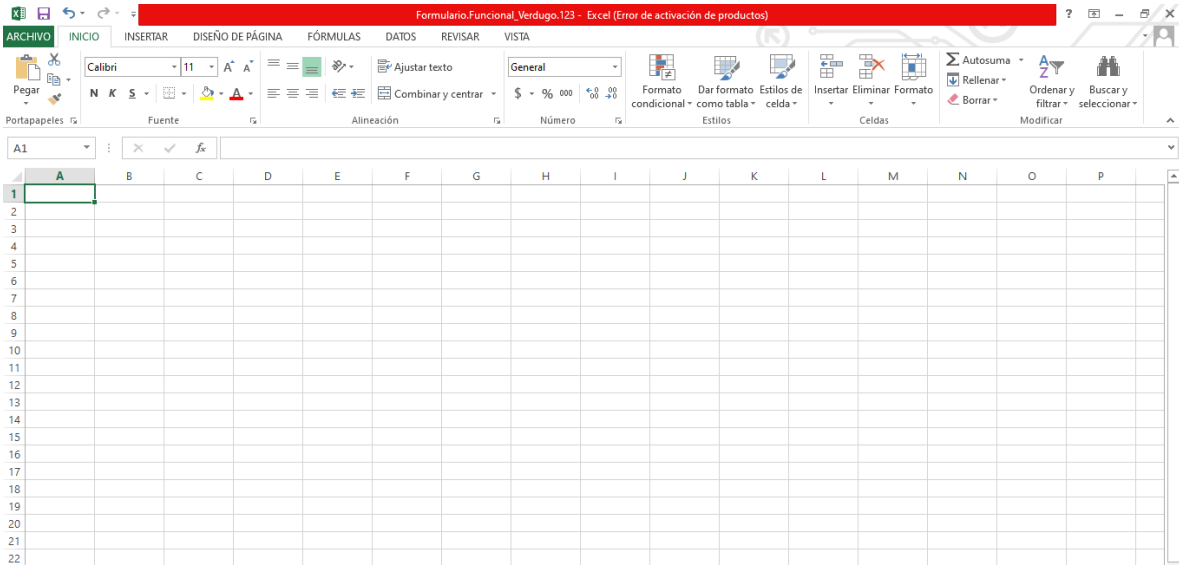 Formulario.Funcional_Verdugo.123 - Excel (Error de activación de productos)
ARCHIVO INICIO INSERTAR DISEÑO DE PÁGINA FÓRMULAS DATOS REVISAR VISTA
Calibri 11 Ajustar texto General Autosuma
Rellenar
Pegar N K S A Combinar y centrar $ % 000 Formato condicional Dar formato como tabla Estilos de celda Insertar Eliminar Formato Borrar Ordenar y filtrar Buscar y seleccionar
Portapapeles Fuente Alineación Número Estilos Celdas Modificar
A1 fx
A B C D E F G H I J K L M N O P
1
2
3
4
5
6
7
8
9
10
11
12
13
14
15
16
17
18
19
20
21
22